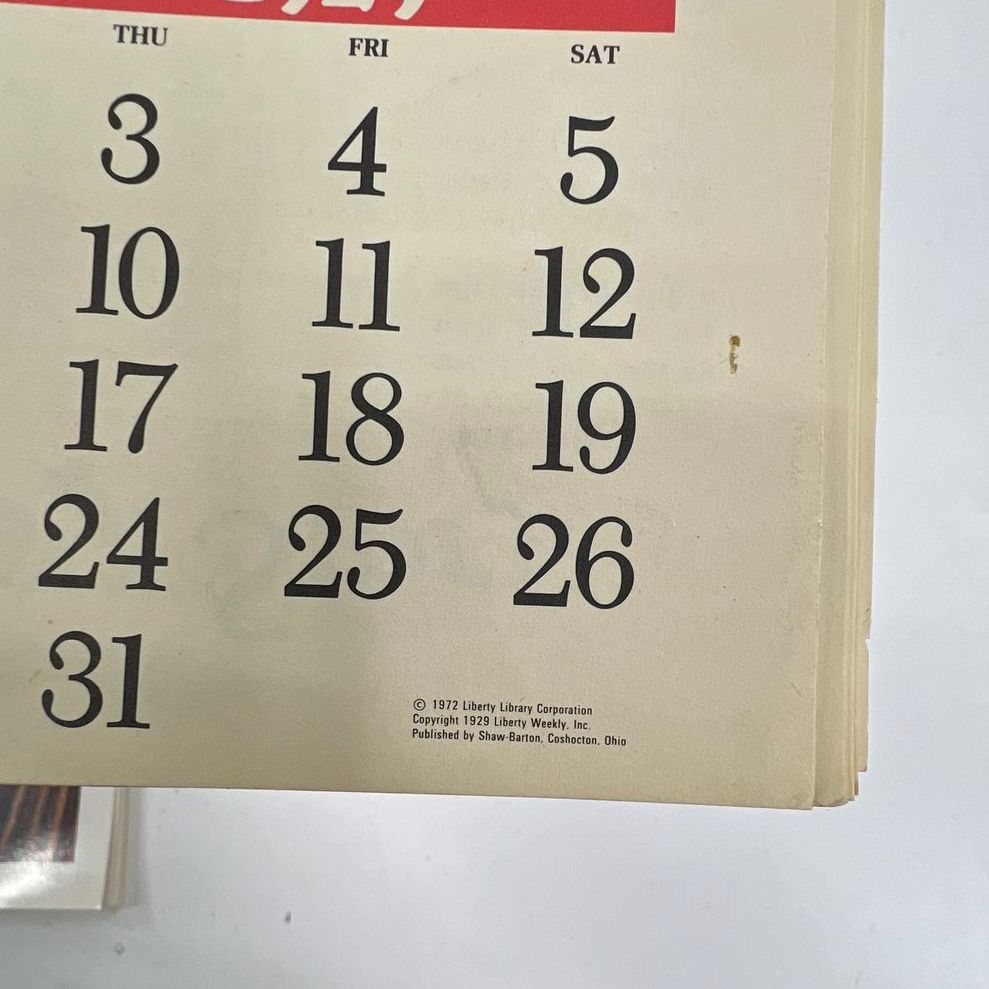 THU FRI SAT
3 4 5
10 11 12
17 18 19
24 25 26
31
© 1972 Liberty Library Corporation
Copyright 1929 Liberty Weekly, Inc.
Published by Shaw-Barton, Coshocton, Ohio